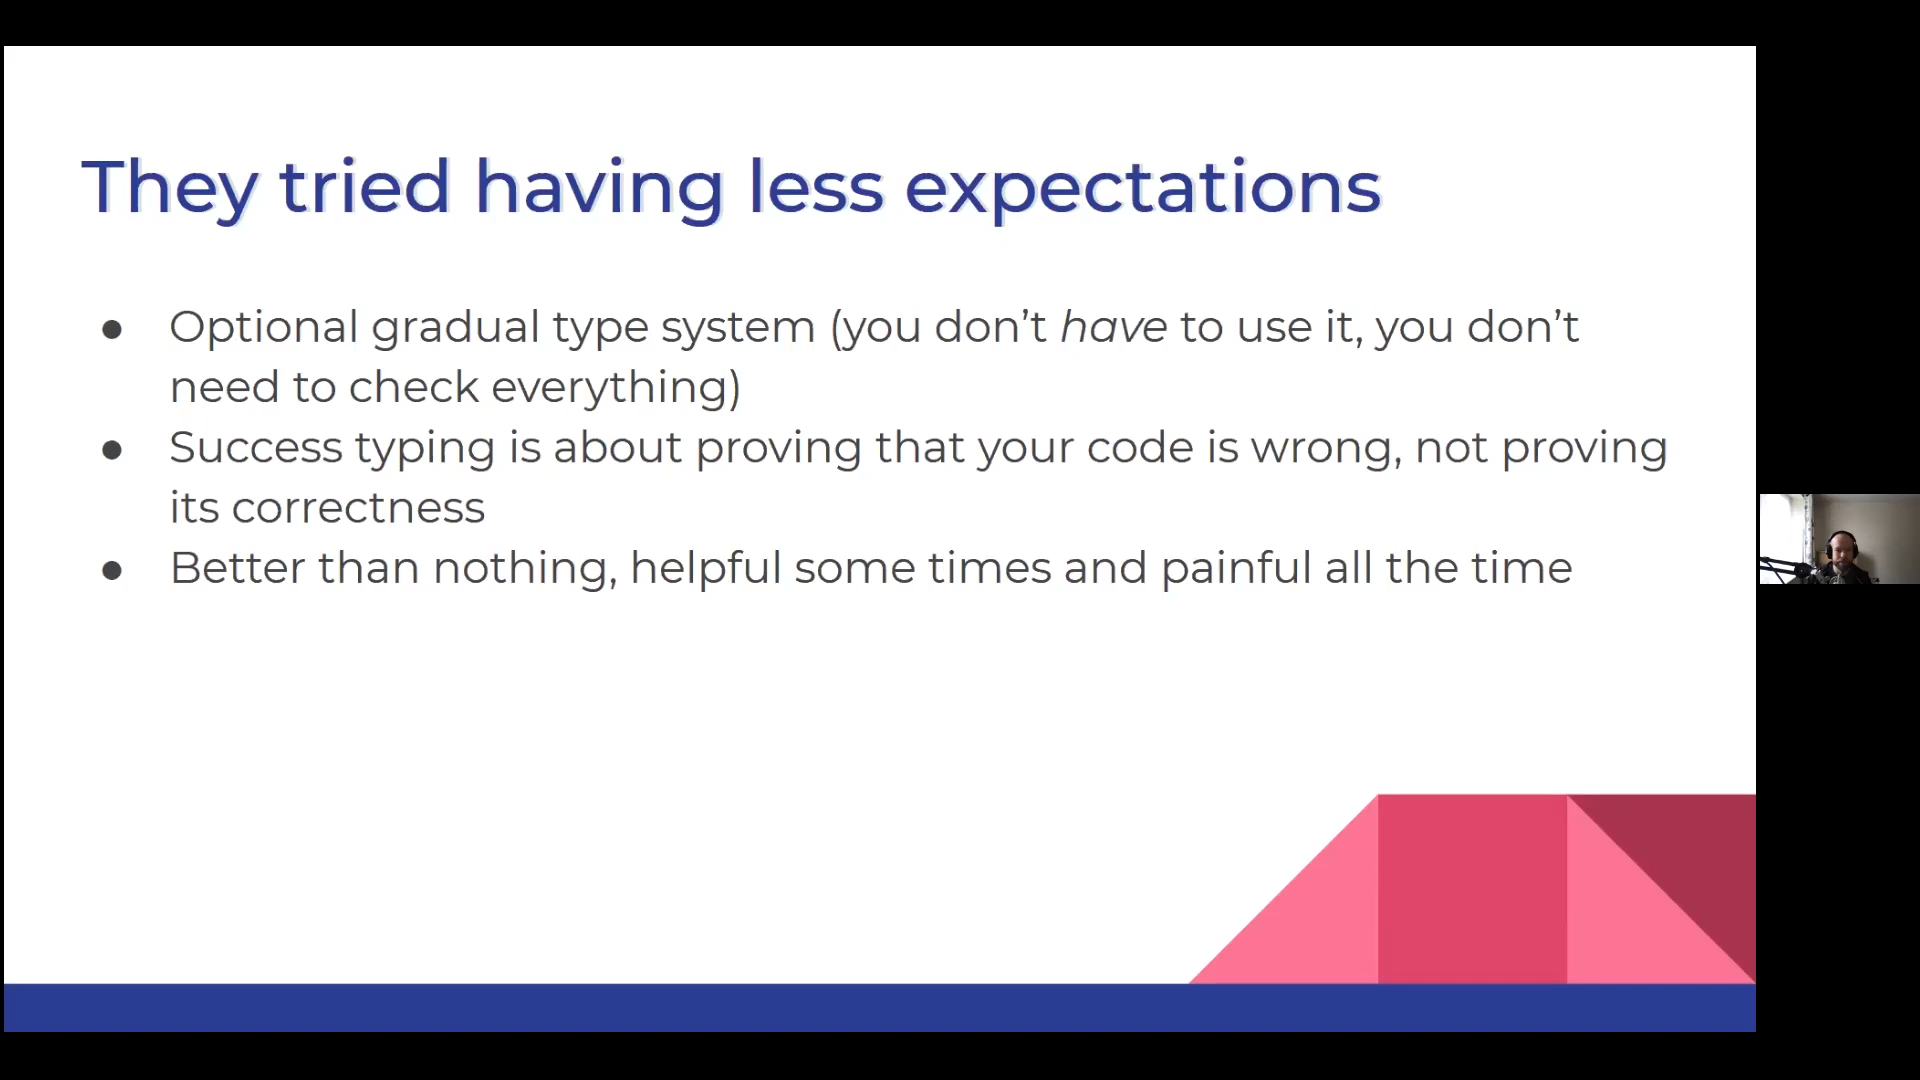 They tried having less expectations
● Optional gradual type system (you don’t have to use it, you don’t
need to check everything)
● Success typing is about proving that your code is wrong, not proving
its correctness
● Better than nothing, helpful some times and painful all the time